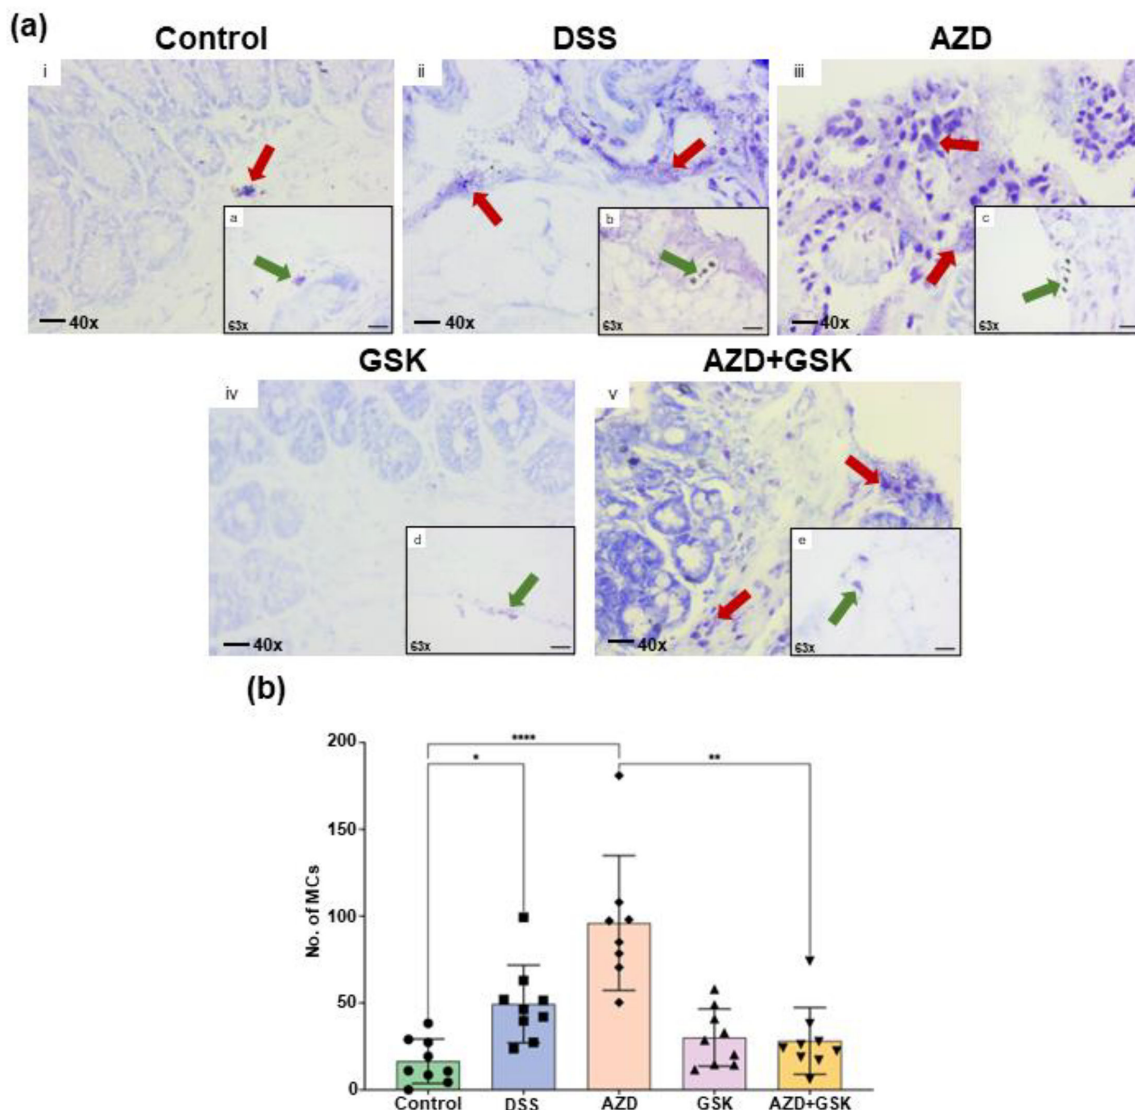 (a)
Control DSS AZD
i ii iii
a b c
63x 63x 63x
40x 40x 40x
GSK AZD+GSK
iv v
d e
63x 63x
40x 40x
(b)
200
**** 
* **
150
No. of MCs
100
50
0
Control DSS AZD GSK AZD+GSK